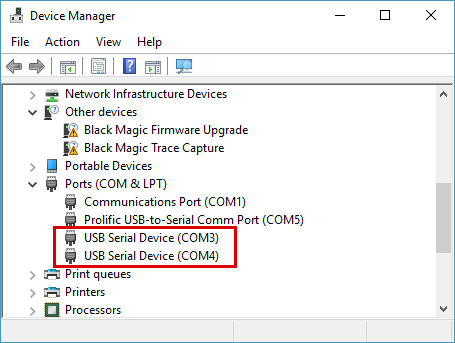 Device Manager
File Action View Help
Network Infrastructure Devices
Other devices
Black Magic Firmware Upgrade
Black Magic Trace Capture
Portable Devices
Ports (COM & LPT)
Communications Port (COM1)
Prolific USB-to-Serial Comm Port (COM5)
USB Serial Device (COM3)
USB Serial Device (COM4)
Print queues
Printers
Processors